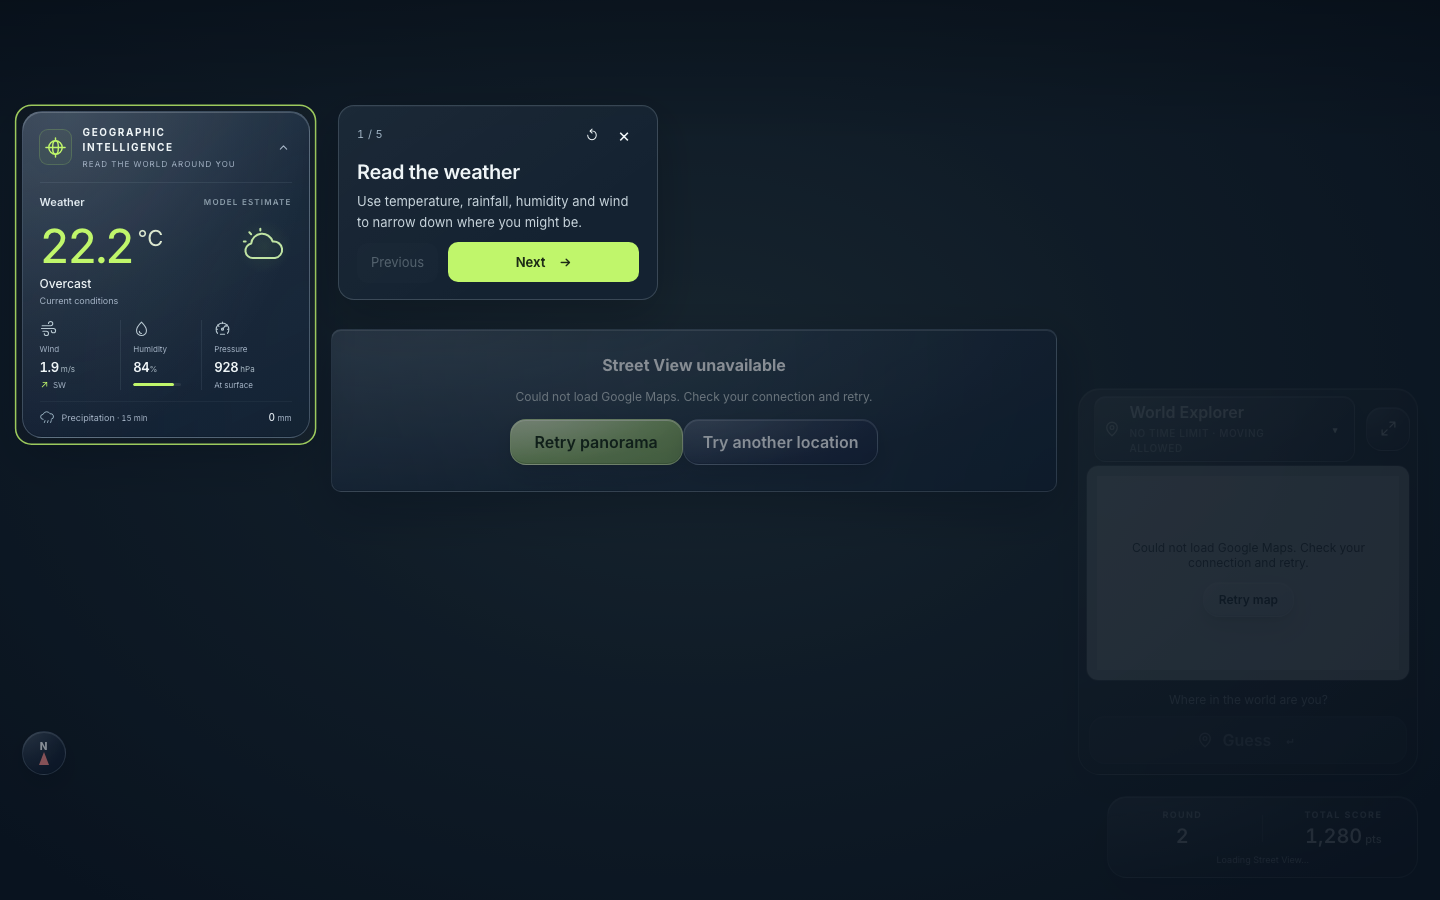 GEOGRAPHIC
INTELLIGENCE
READ THE WORLD AROUND YOU
Weather
MODEL ESTIMATE
22.2 °C
Overcast
Current conditions
Wind
1.9 m/s
SW
Humidity
84%
Pressure
928 hPa
At surface
Precipitation · 15 min
0 mm
1 / 5
Read the weather
Use temperature, rainfall, humidity and wind
to narrow down where you might be.
Previous
Next →
Street View unavailable
Could not load Google Maps. Check your connection and retry.
Retry panorama
Try another location
World Explorer
NO TIME LIMIT · MOVING
ALLOWED
Could not load Google Maps. Check your
connection and retry.
Retry map
Where in the world are you?
Guess
N
ROUND
2
TOTAL SCORE
1,280 pts
Loading Street View...